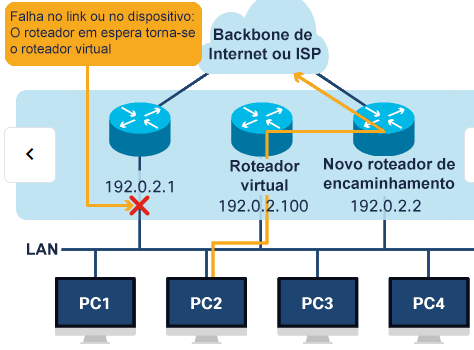 Falha no link ou no dispositivo:
O roteador em espera torna-se
o roteador virtual
Backbone de
Internet ou ISP
192.0.2.1
Roteador
virtual
192.0.2.100
Novo roteador de
encaminhamento
192.0.2.2
LAN
PC1
PC2
PC3
PC4